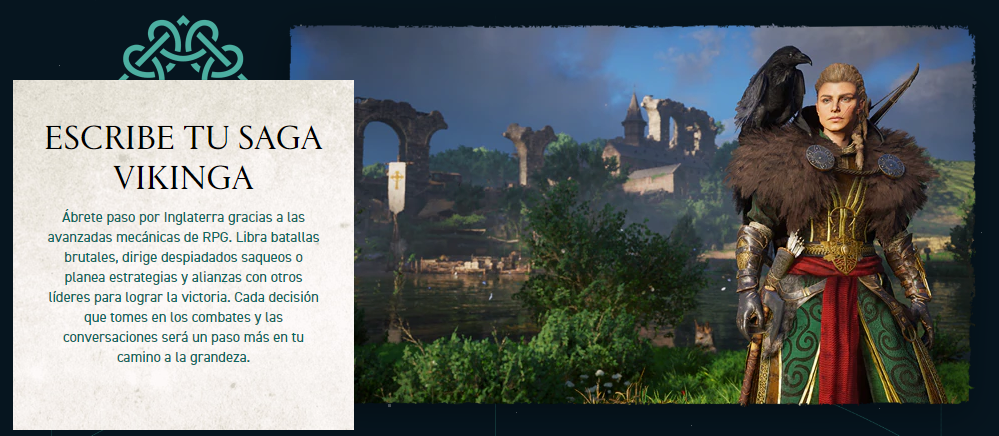 ESCRIBE TU SAGA
VIKINGA
Ábrete paso por Inglaterra gracias a las
avanzadas mecánicas de RPG. Libra batallas
brutales, dirige despiadados saqueos o
planea estrategias y alianzas con otros
líderes para lograr la victoria. Cada decisión
que tomes en los combates y las
conversaciones será un paso más en tu
camino a la grandeza.